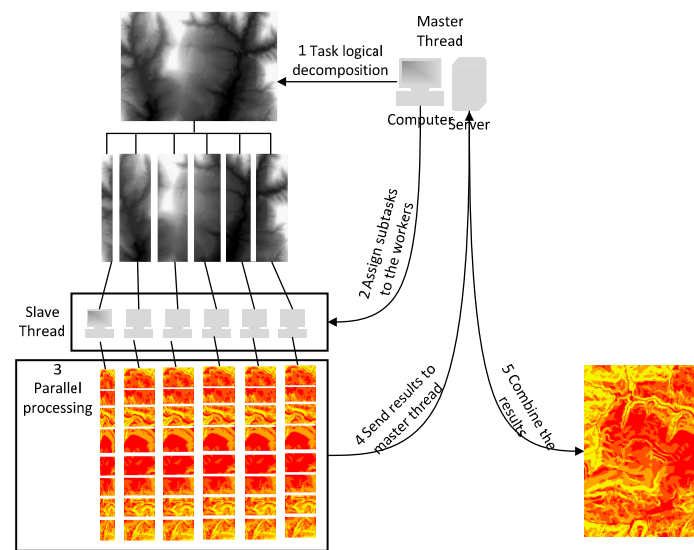 Master
Thread
1 Task logical
decomposition
Computer
Server
2 Assign subtasks
to the workers
Slave
Thread
3
Parallel
processing
4 Send results to
master thread
5 Combine the
results